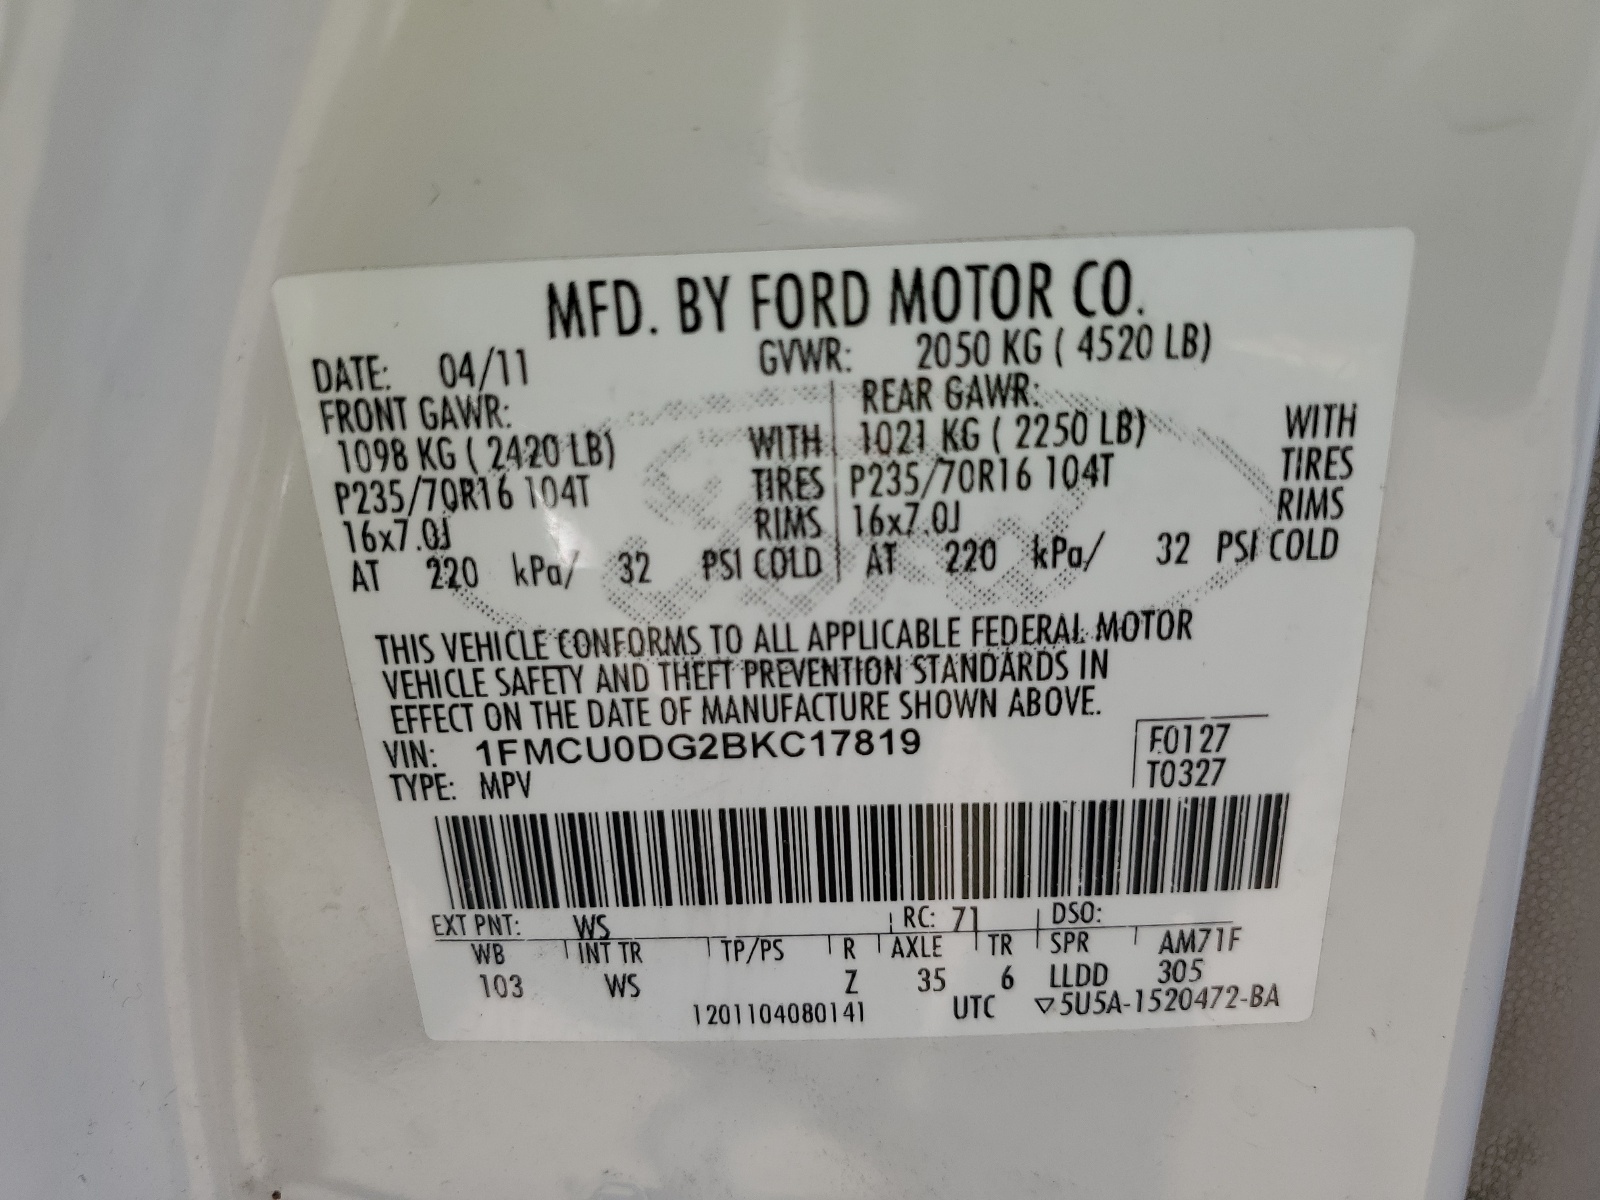 MFD. BY FORD MOTOR CO.
DATE: 04/11 GVWR: 2050 KG ( 4520 LB)
FRONT GAWR: REAR GAWR:
1098 KG ( 2420 LB) WITH 1021 KG ( 2250 LB) WITH
P235/70R16 104T TIRES P235/70R16 104T TIRES
16x7.0J RIMS 16x7.0J RIMS
AT 220 kPa/ 32 PSI COLD AT 220 kPa/ 32 PSI COLD
THIS VEHICLE CONFORMS TO ALL APPLICABLE FEDERAL MOTOR
VEHICLE SAFETY AND THEFT PREVENTION STANDARDS IN
EFFECT ON THE DATE OF MANUFACTURE SHOWN ABOVE.
VIN: 1FMCU0DG2BKC17819 F0127
TYPE: MPV T0327
EXT PNT: WS RC: 71 DSO:
WB INT TR TP/PS R AXLE TR SPR AM71F
103 WS Z 35 6 LLDD 305
1201104080141 UTC ▽5U5A-1520472-BA